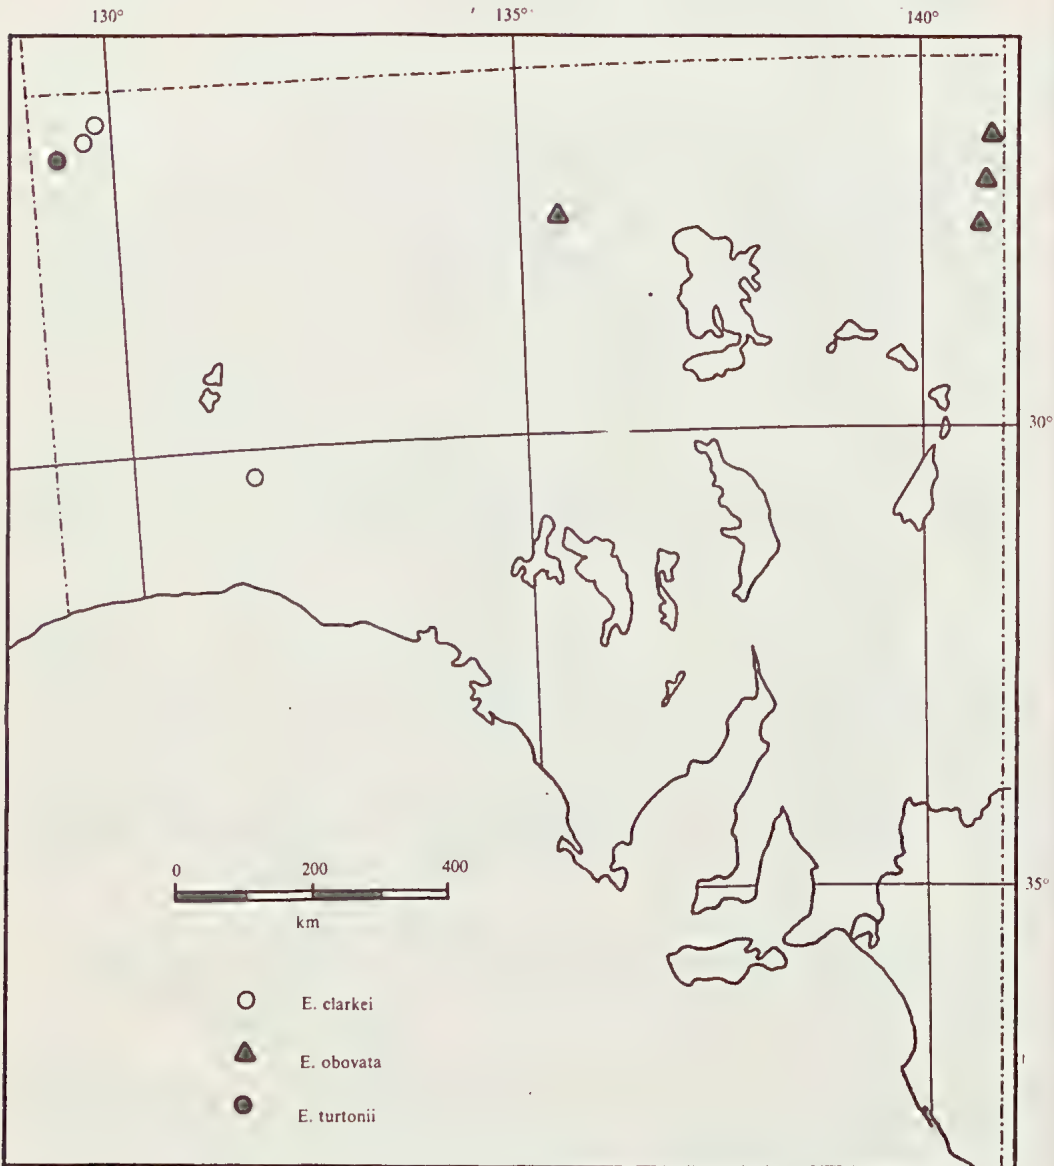 130° 135° 140°
30°
35°
0 200 400
km
E. clarkei
E. obovata
E. turtonii